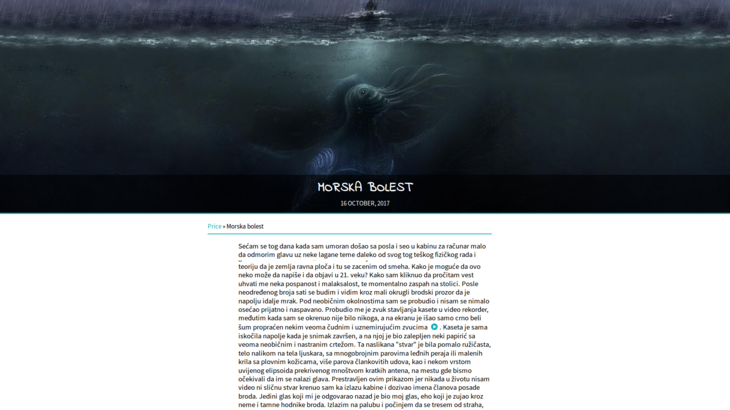 MORSKA BOLEST
16 OCTOBER, 2017
Price » Morska bolest
Sećam se tog dana kada sam umoran došao sa posla i seo u kabinu za računar malo
da odmorim glavu uz neke lagane teme daleko od svog tog teškog fizičkog rada i
teoriju da je zemlja ravna ploča i tu se zacenim od smeha. Kako je moguće da ovo
neko može da napiše i da objavi u 21. veku? Kako sam kliknuo da pročitam vest
uhvati me neka pospanost i malaksalost, te momentalno zaspah na stolici. Posle
neodređenog broja sati se budim i vidim kroz mali okrugli brodski prozor da je
napolju idalje mrak. Pod neobičnim okolnostima sam se probudio i nisam se nimalo
osećao prijatno i naspavano. Probudio me je zvuk stavljanja kasete u video rekorder,
međutim kada sam se okrenuo nije bilo nikoga, a na ekranu je išao samo crno beli
šum propraćen nekim veoma čudnim i uznemirujućim zvucima . Kaseta je sama
iskočila napolje kada je snimak završen, a na njoj je bio zalepljen neki papirić sa
veoma neobičnim i nastranim crtežom. Ta naslikana "stvar" je bila pomalo ružičasta,
telo nalikom na tela ljuskara, sa mnogobrojnim parovima leđnih peraja ili malenih
krila sa plovnim kožicama, više parova člankovitih udova, kao i nekom vrstom
uvijenog elipsoida prekrivenog mnoštvom kratkih antena, na mestu gde bismo
očekivali da im se nalazi glava. Prestravljen ovim prikazom jer nikada u životu nisam
video ni sličnu stvar krenuo sam ka izlazu kabine i dozivao imena članova posade
broda. Jedini glas koji mi je odgovarao nazad je bio moj glas, eho koji je zujao kroz
neme i tamne hodnike broda. Izlazim na palubu i počinjem da se tresem od straha,